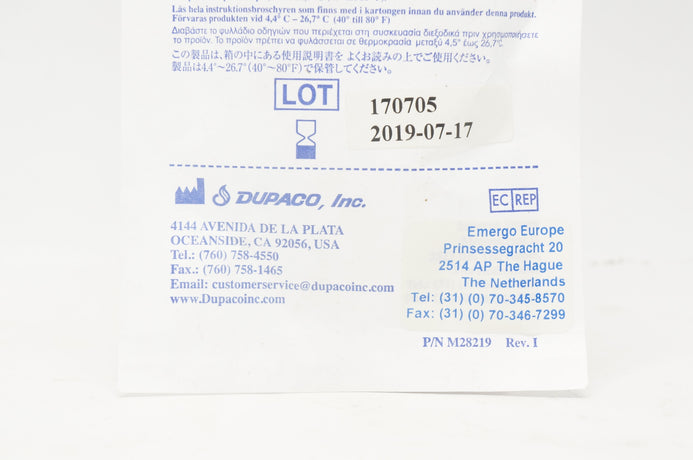 Läs hela instruktionsbroschyren som finns med i kartongen innan du använder denna produkt.
Förvaras produkten vid 4,4° C – 26,7° C (40° till 80° F)
Διαβάστε το φυλλάδιο οδηγιών που περιέχεται στη συσκευασία διεξοδικά πριν χρησιμοποιήσετε
το προϊόν. Το προϊόν πρέπει να φυλάσσεται σε θερμοκρασία μεταξύ 4,5° έως 26,7°C
この製品は、箱の中にある使用説明書を よくお読みの上でご使用ください。
製品は4.4°~26.7°(40°~80°F)で保管してください。
LOT
170705
2019-07-17
DUPACO, Inc.
EC REP
4144 AVENIDA DE LA PLATA
OCEANSIDE, CA 92056, USA
Tel.: (760) 758-4550
Fax.: (760) 758-1465
Email: customerservice@dupacoinc.com
www.Dupacoinc.com
Emergo Europe
Prinsessegracht 20
2514 AP The Hague
The Netherlands
Tel: (31) (0) 70-345-8570
Fax: (31) (0) 70-346-7299
P/N M28219 Rev. I